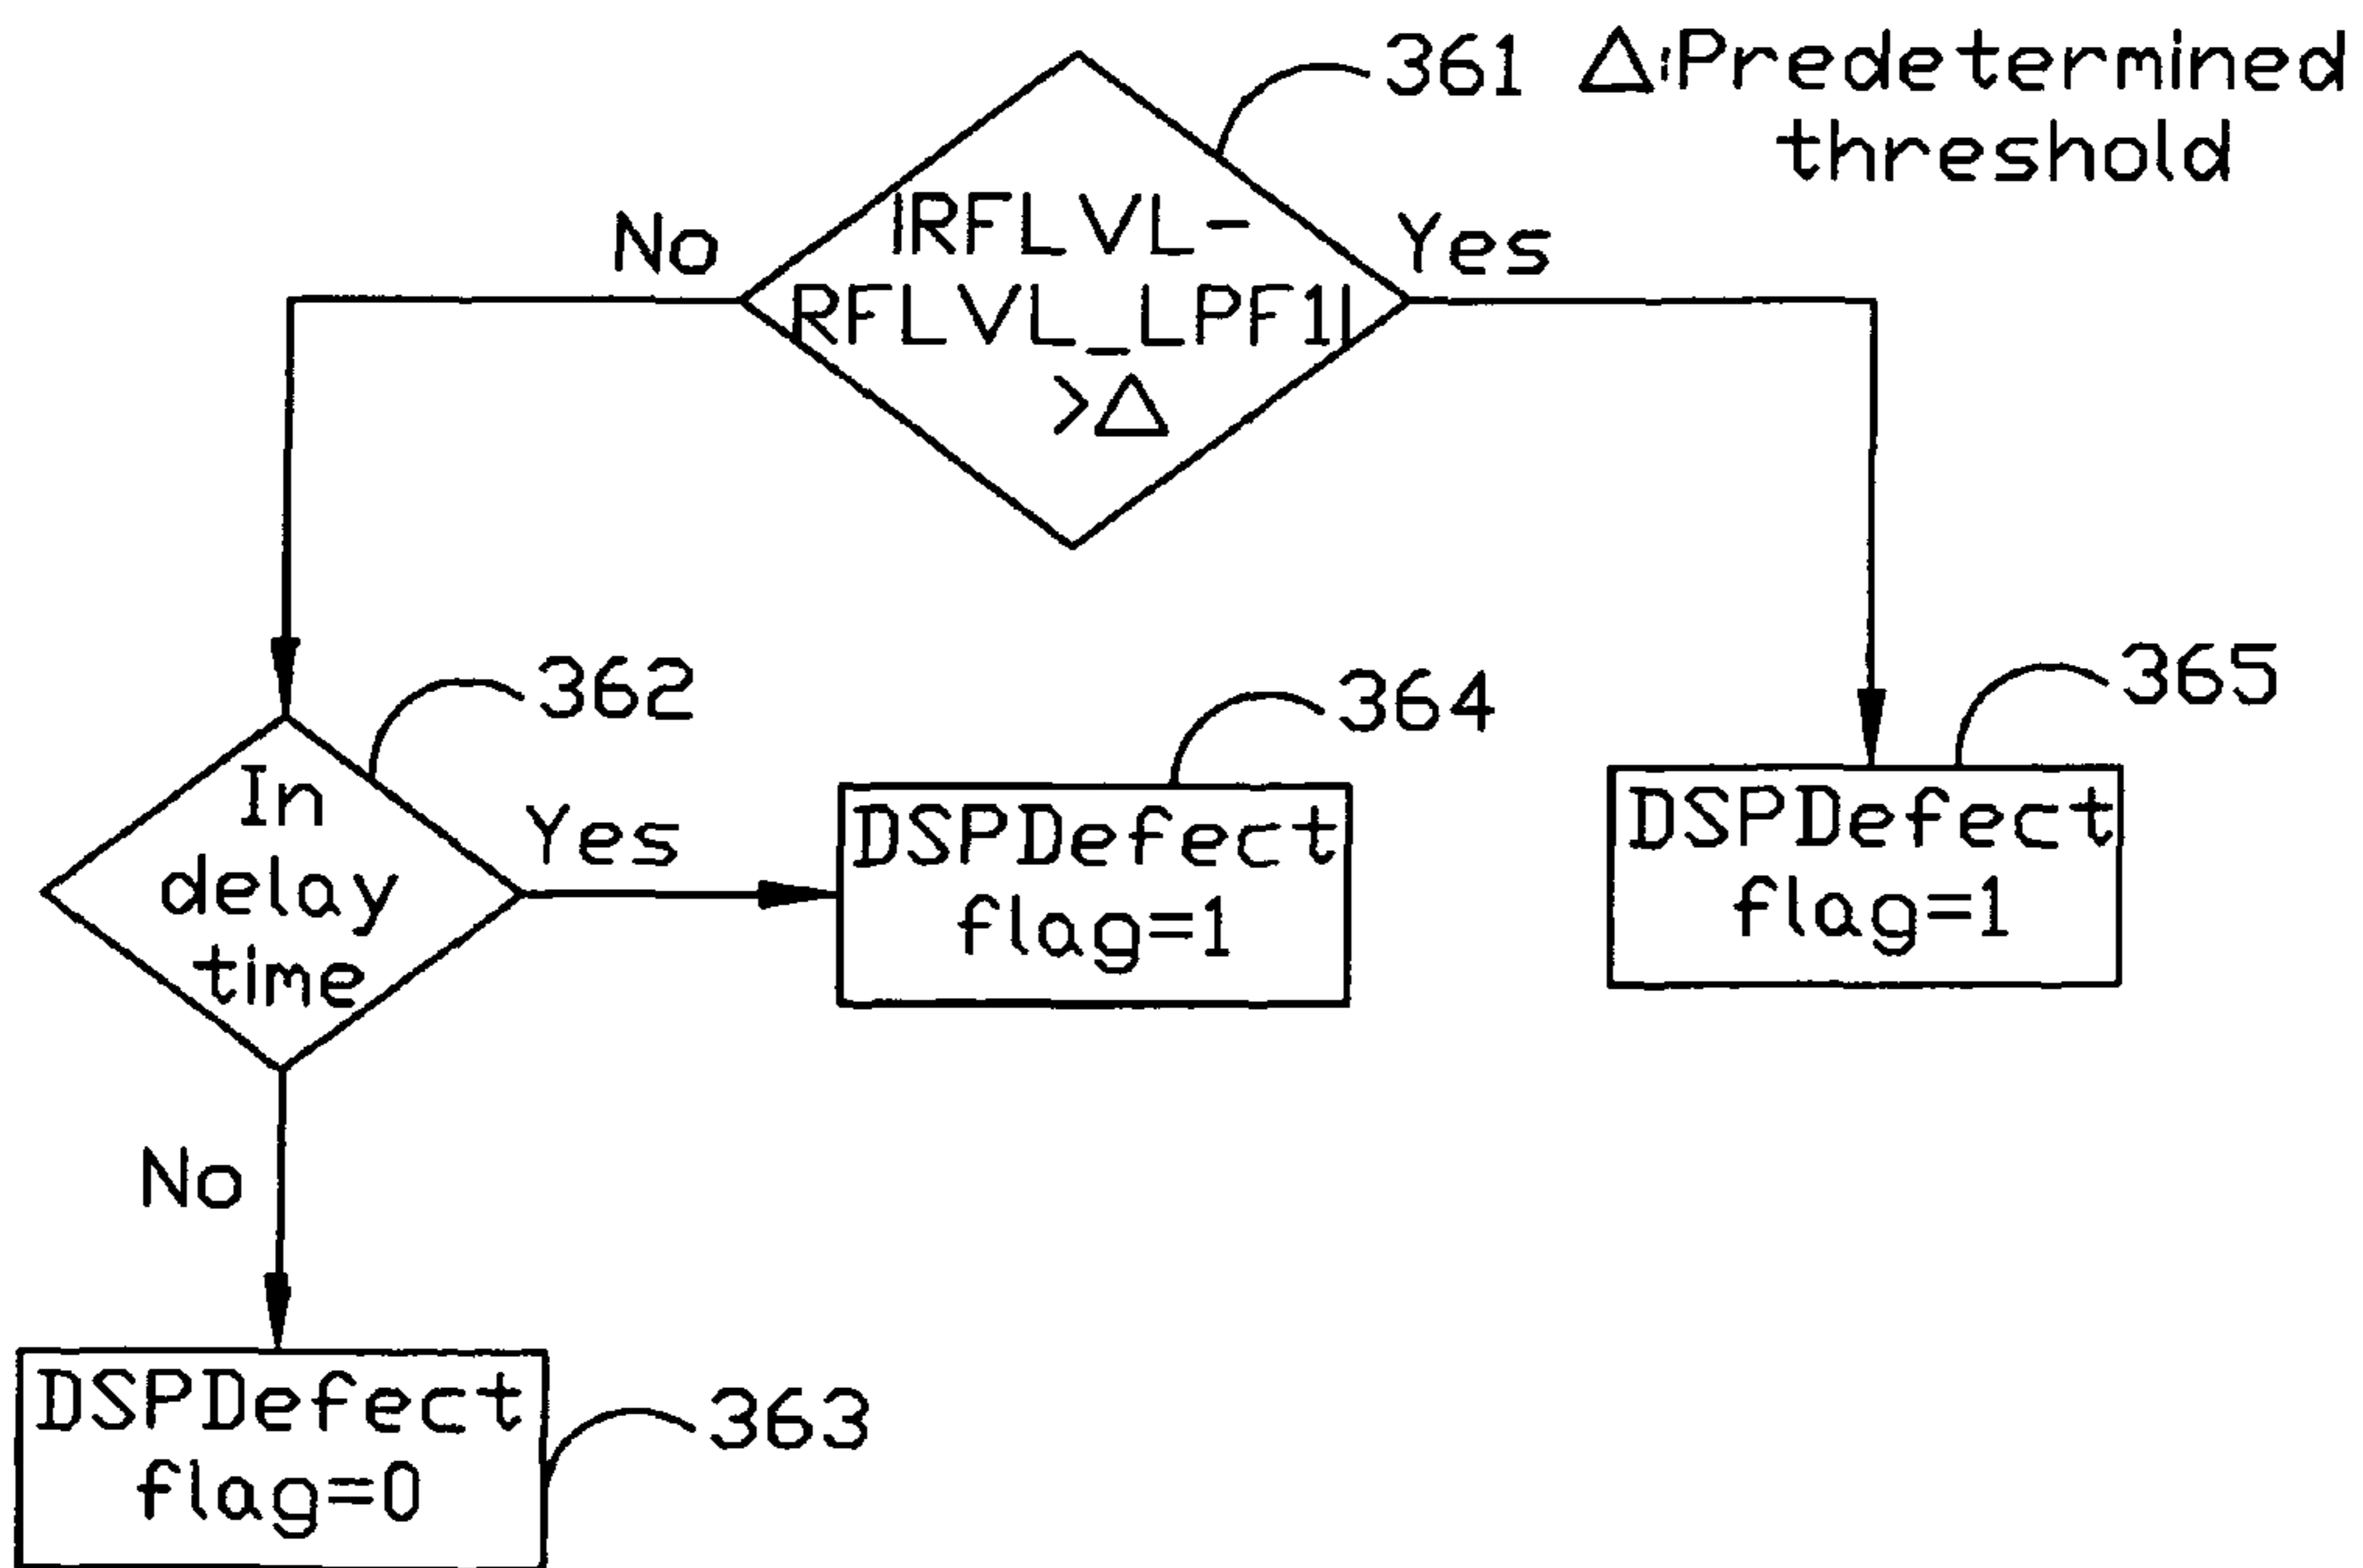 361
△:Predetermined
threshold
|RFLVL-
RFLVL_LPF1|
>△
No
Yes
362
364
365
In
delay
time
Yes
DSPDefect
flag=1
DSPDefect
flag=1
No
DSPDefect
flag=0
363